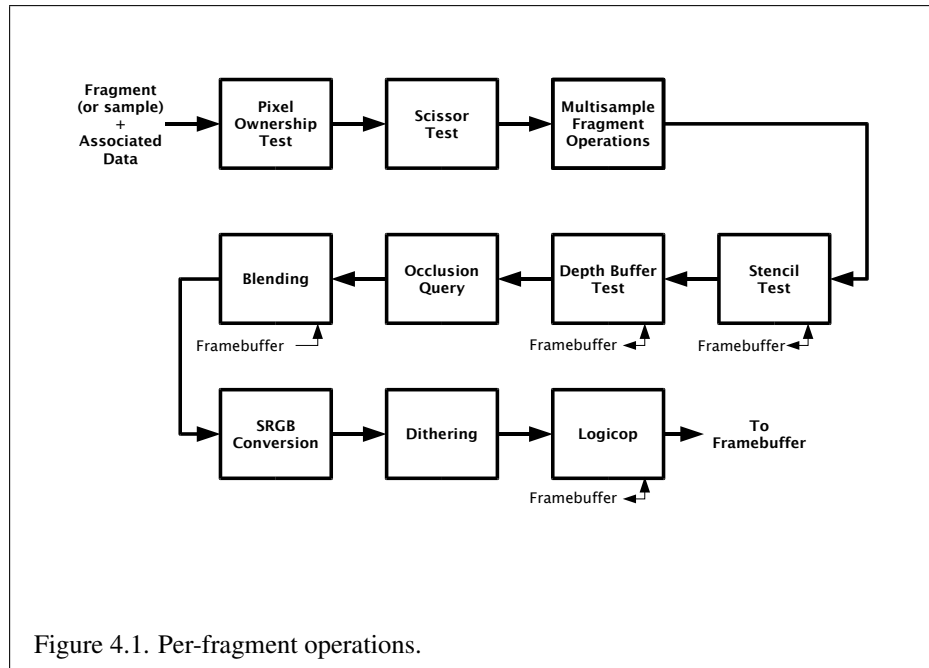 Fragment
(or sample)
+
Associated
Data
Pixel
Ownership
Test
Scissor
Test
Multisample
Fragment
Operations
Blending
Occlusion
Query
Depth Buffer
Test
Stencil
Test
Framebuffer
Framebuffer
Framebuffer
SRGB
Conversion
Dithering
Logicop
To
Framebuffer
Framebuffer
Figure 4.1. Per-fragment operations.